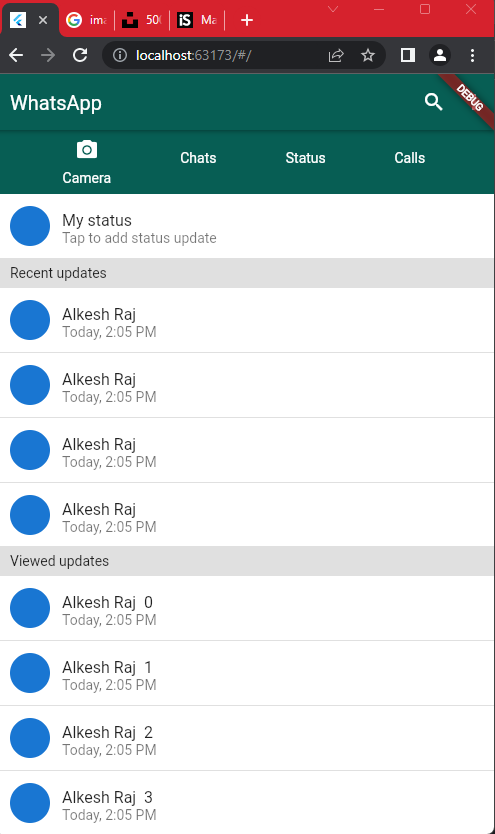 ima
500
Ma
localhost:63173/#/
WhatsApp
DEBUG
Camera
Chats
Status
Calls
My status
Tap to add status update
Recent updates
Alkesh Raj
Today, 2:05 PM
Alkesh Raj
Today, 2:05 PM
Alkesh Raj
Today, 2:05 PM
Alkesh Raj
Today, 2:05 PM
Viewed updates
Alkesh Raj 0
Today, 2:05 PM
Alkesh Raj 1
Today, 2:05 PM
Alkesh Raj 2
Today, 2:05 PM
Alkesh Raj 3
Today, 2:05 PM